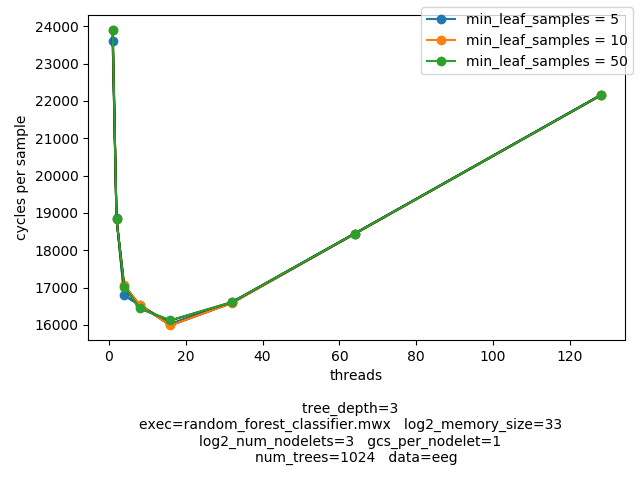 min_leaf_samples = 5
min_leaf_samples = 10
min_leaf_samples = 50
24000
23000
22000
21000
20000
19000
18000
17000
16000
cycles per sample
0 20 40 60 80 100 120
threads
tree_depth=3
exec=random_forest_classifier.mwx log2_memory_size=33
log2_num_nodelets=3 gcs_per_nodelet=1
num_trees=1024 data=eeg